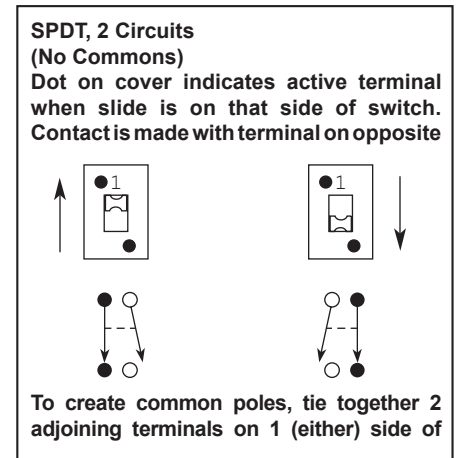 SPDT, 2 Circuits
(No Commons)
Dot on cover indicates active terminal
when slide is on that side of switch.
Contact is made with terminal on opposite
1
1
To create common poles, tie together 2
adjoining terminals on 1 (either) side of